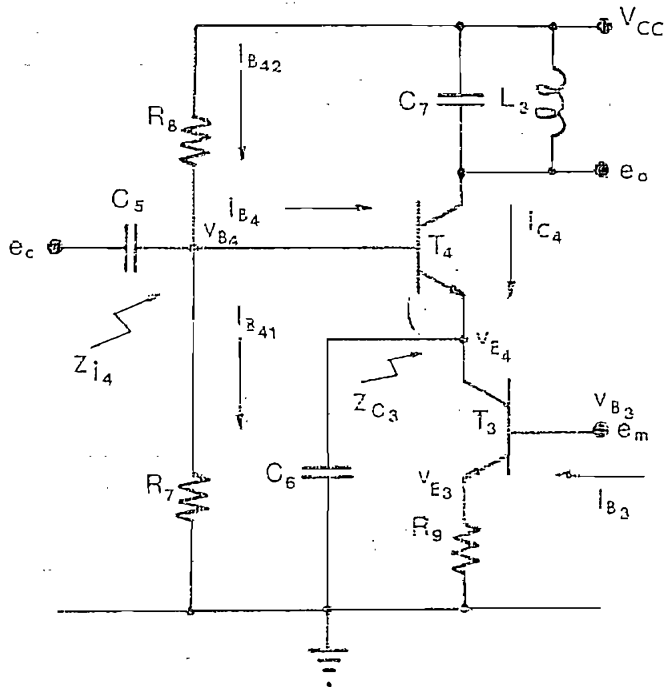 V_CC
I_B42
C_7
L_3
R_8
e_o
C_5
i_B4
i_C4
e_c
v_B4
T_4
I_B41
Z_i4
v_E4
Z_C3
v_B3
T_3
e_m
R_7
C_6
v_E3
I_B3
R_9